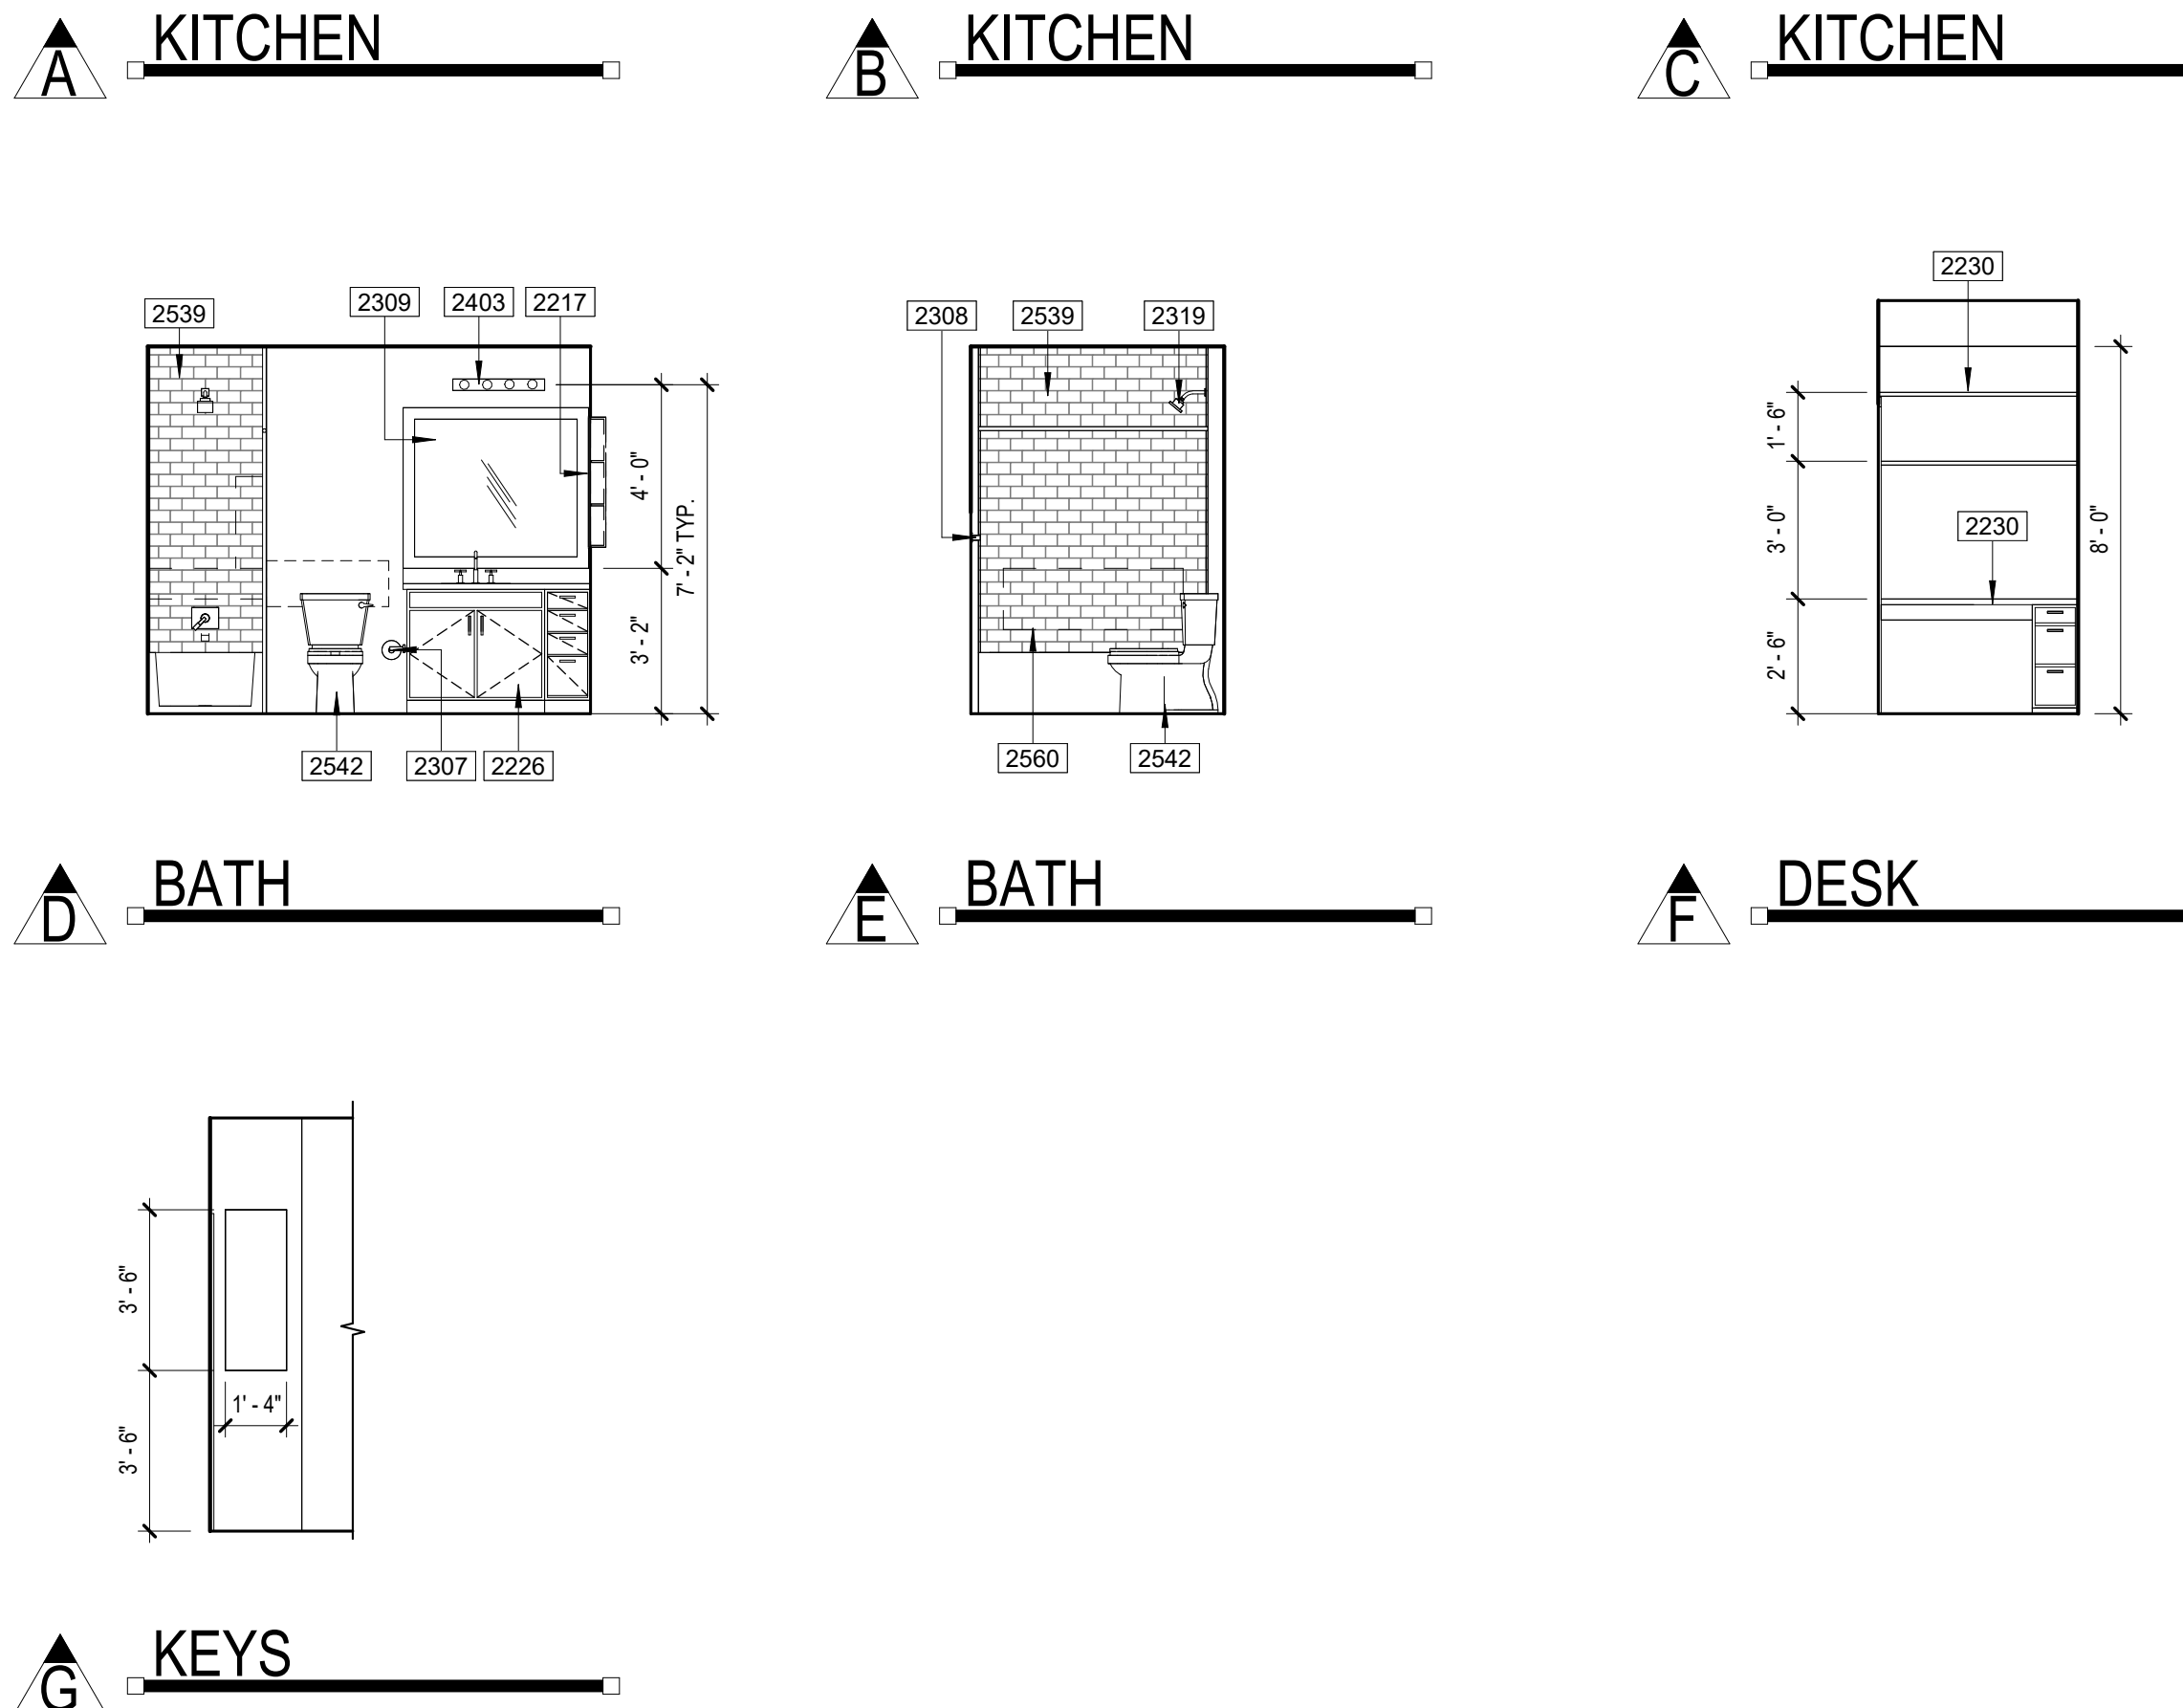 A KITCHEN
B KITCHEN
C KITCHEN
2539
2309
2403
2217
4' - 0"
7' - 2" TYP.
3' - 2"
2542
2307
2226
2308
2539
2319
2560
2542
2230
1' - 6"
3' - 0"
2230
8' - 0"
2' - 6"
D BATH
E BATH
F DESK
3' - 6"
1' - 4"
3' - 6"
G KEYS